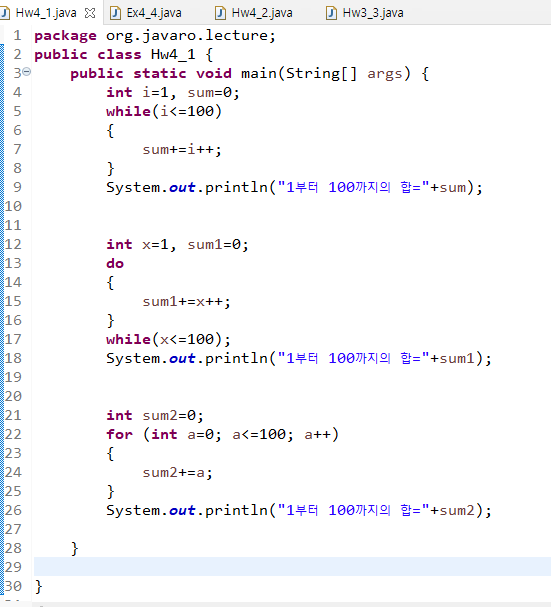 Hw4_1.java Ex4_4.java Hw4_2.java Hw3_3.java
1 package org.javaro.lecture;
2 public class Hw4_1 {
3 public static void main(String[] args) {
4 int i=1, sum=0;
5 while(i<=100)
6 {
7 sum+=i++;
8 }
9 System.out.println("1부터 100까지의 합="+sum);
10
11
12 int x=1, sum1=0;
13 do
14 {
15 sum1+=x++;
16 }
17 while(x<=100);
18 System.out.println("1부터 100까지의 합="+sum1);
19
20
21 int sum2=0;
22 for (int a=0; a<=100; a++)
23 {
24 sum2+=a;
25 }
26 System.out.println("1부터 100까지의 합="+sum2);
27
28 }
29
30 }